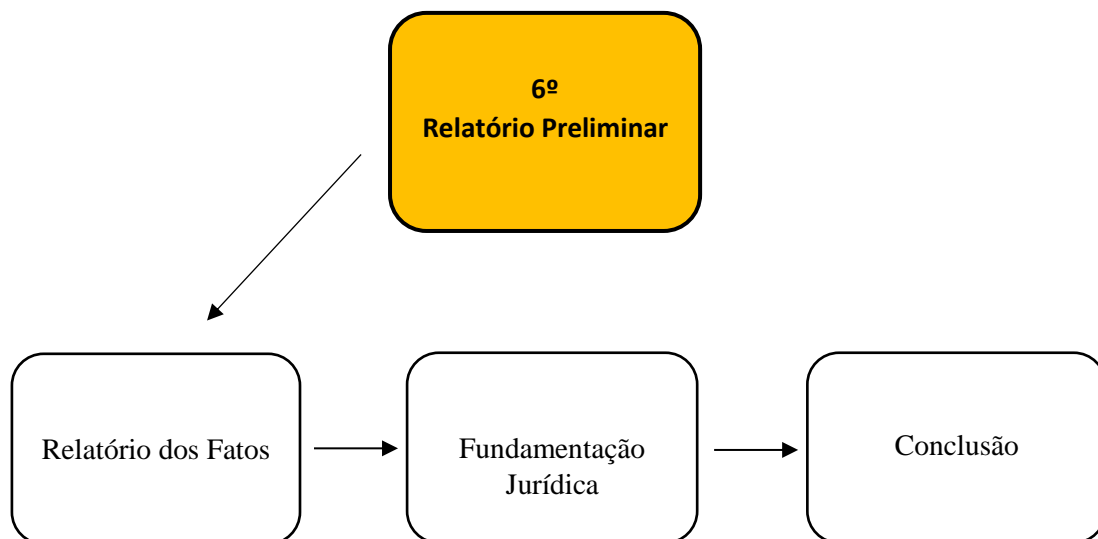 6º
Relatório Preliminar
Relatório dos Fatos
Fundamentação
Jurídica
Conclusão